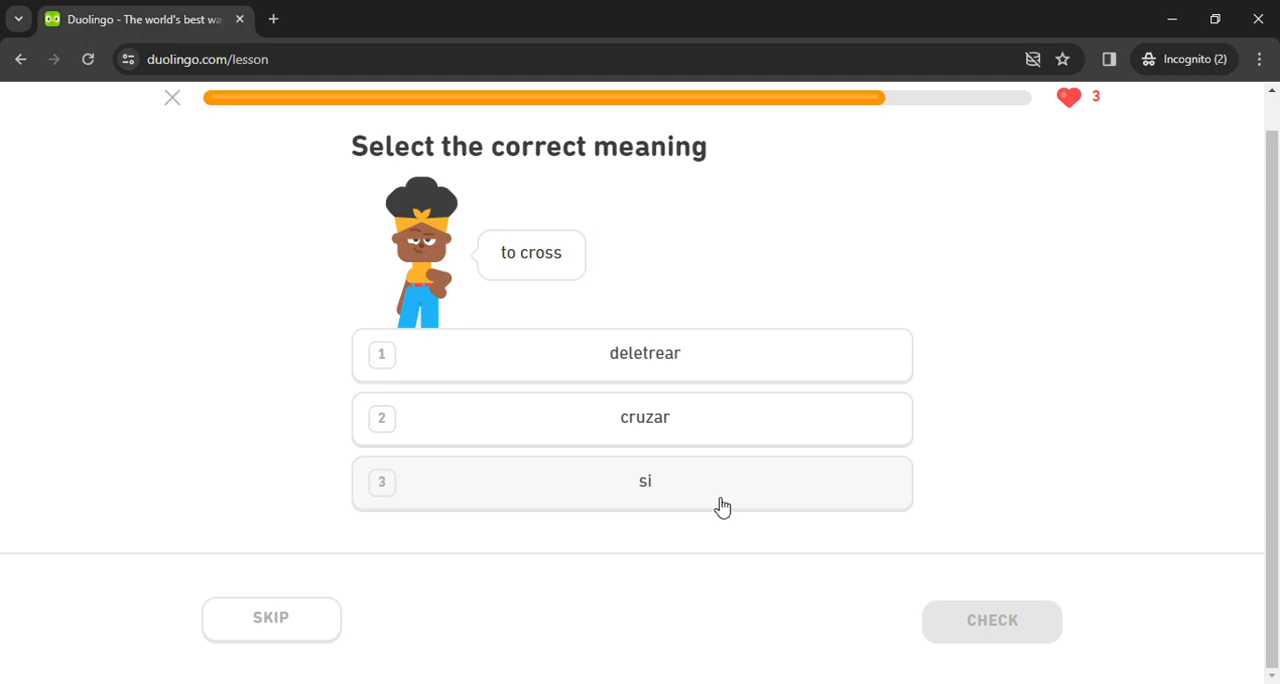 Duolingo - The world's best wa
duolingo.com/lesson
Incognito (2)
3
Select the correct meaning
to cross
1 deletrear
2 cruzar
3 si
SKIP
CHECK